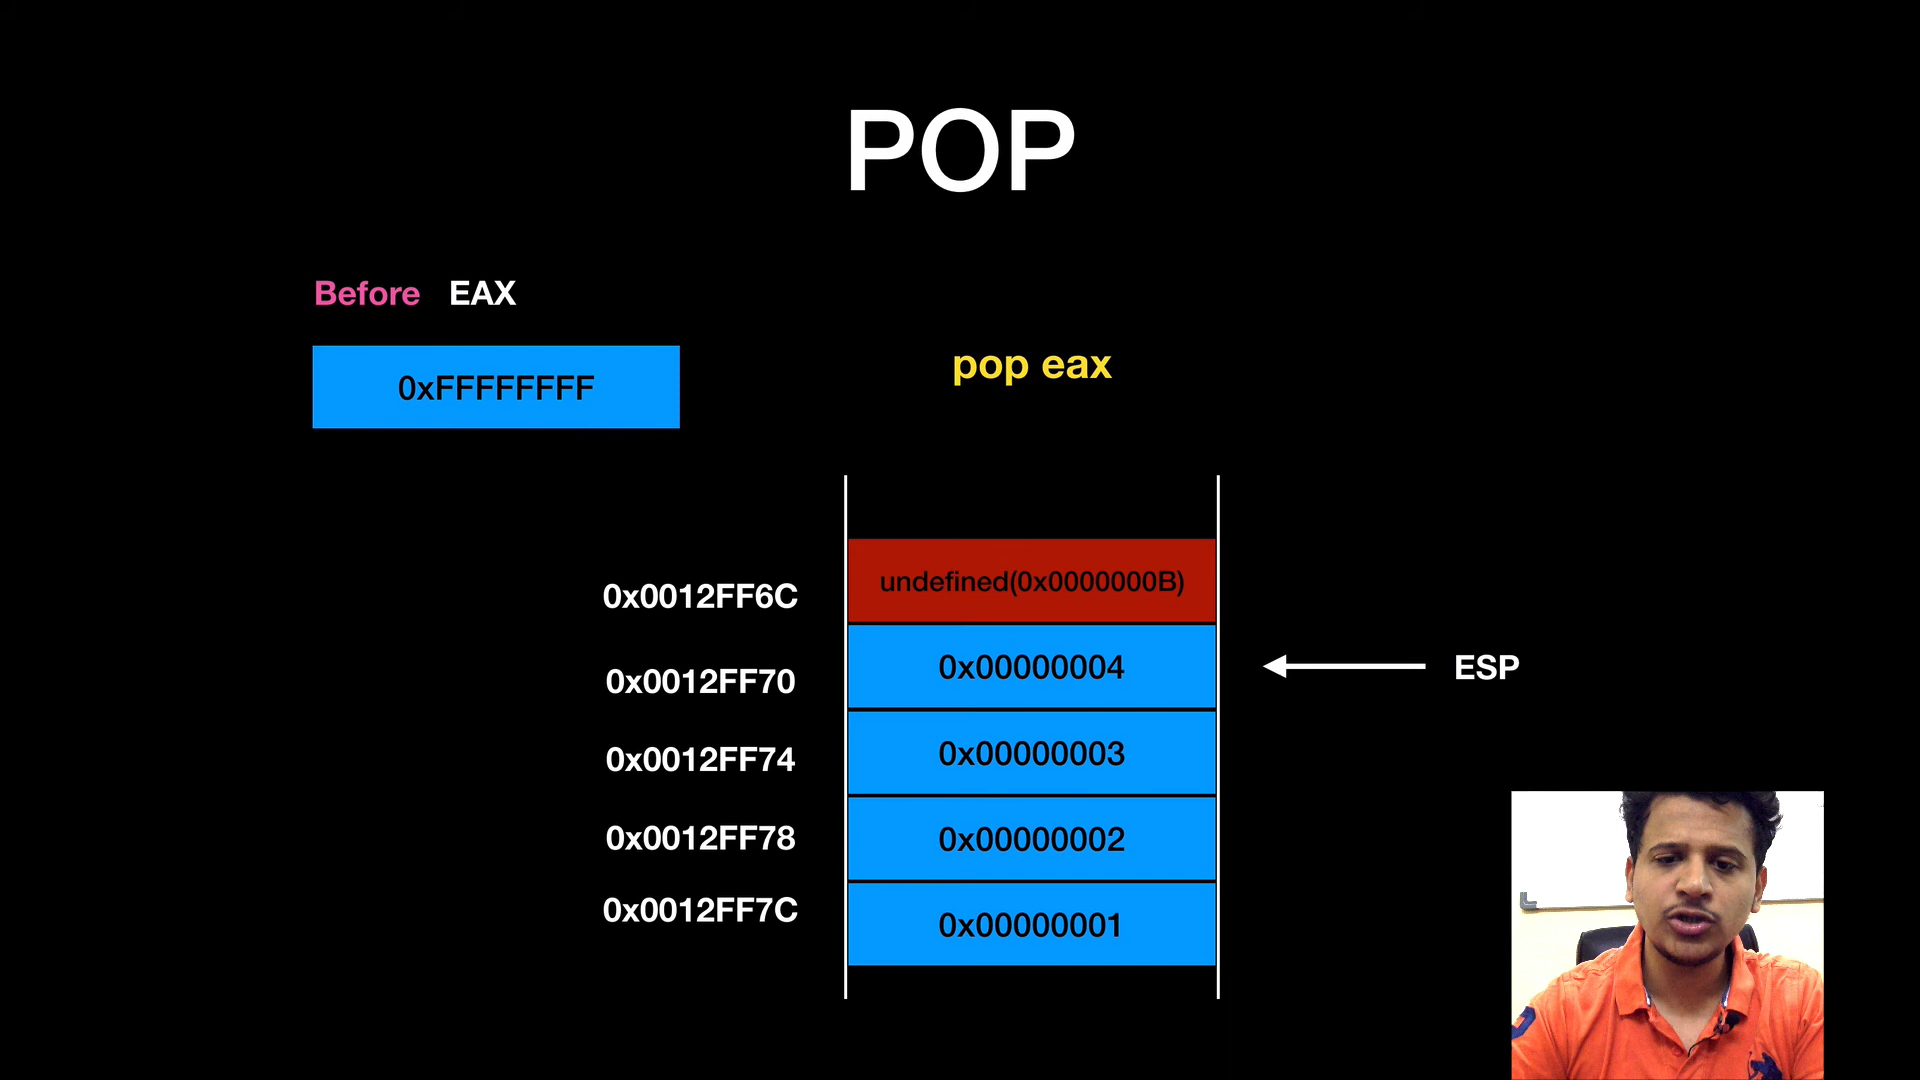 POP
Before EAX
0xFFFFFFFF
pop eax
0x0012FF6C undefined(0x0000000B)
0x0012FF70 0x00000004 ESP
0x0012FF74 0x00000003
0x0012FF78 0x00000002
0x0012FF7C 0x00000001